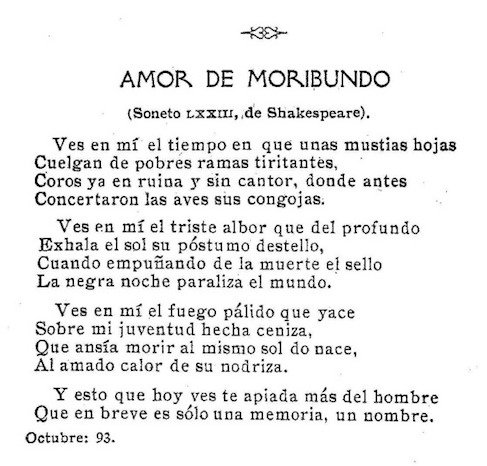 AMOR DE MORIBUNDO
(Soneto LXXIII, de Shakespeare).
Ves en mí el tiempo en que unas mustias hojas
Cuelgan de pobres ramas tiritantes,
Coros ya en ruina y sin cantor, donde antes
Concertaron las aves sus congojas.
Ves en mí el triste albor que del profundo
Exhala el sol su póstumo destello,
Cuando empuñando de la muerte el sello
La negra noche paraliza el mundo.
Ves en mí el fuego pálido que yace
Sobre mi juventud hecha ceniza,
Que ansía morir al mismo sol do nace,
Al amado calor de su nodriza.
Y esto que hoy ves te apiada más del hombre
Que en breve es sólo una memoria, un nombre.
Octubre: 93.